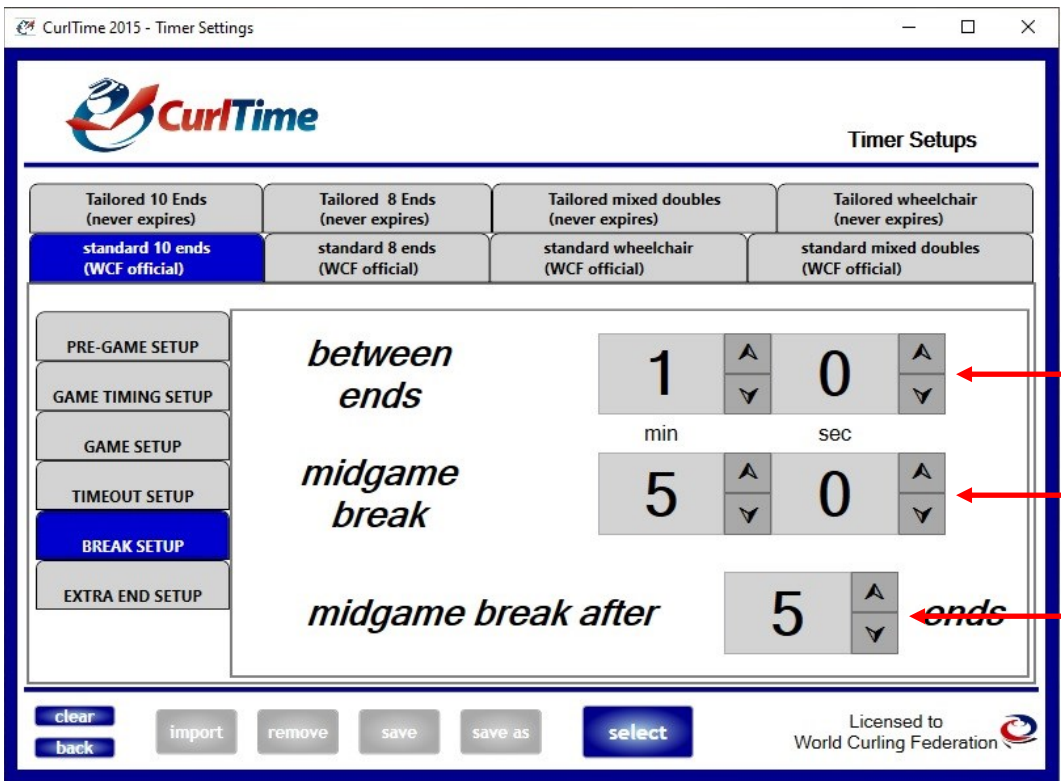 CurlTime 2015 - Timer Settings
CurlTime
Timer Setups
Tailored 10 Ends
(never expires)
Tailored 8 Ends
(never expires)
Tailored mixed doubles
(never expires)
Tailored wheelchair
(never expires)
standard 10 ends
(WCF official)
standard 8 ends
(WCF official)
standard wheelchair
(WCF official)
standard mixed doubles
(WCF official)
PRE-GAME SETUP
GAME TIMING SETUP
GAME SETUP
TIMEOUT SETUP
BREAK SETUP
EXTRA END SETUP
between
ends
1 0
min sec
midgame
break
5 0
midgame break after 5 ends
clear
back
import remove save save as select
Licensed to
World Curling Federation